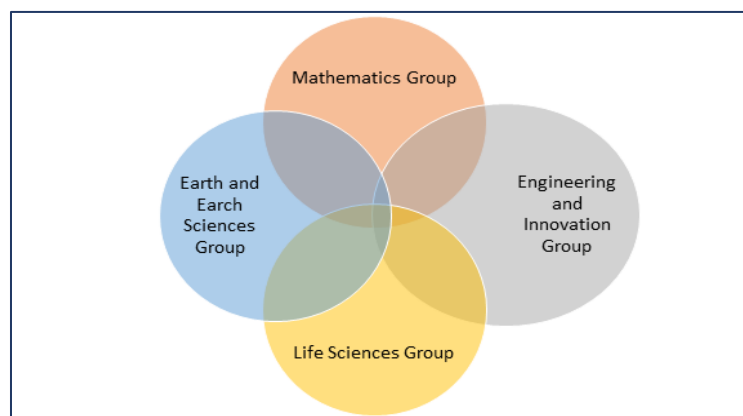 Mathematics Group
Earth and
Earch
Sciences
Group
Engineering
and
Innovation
Group
Life Sciences Group